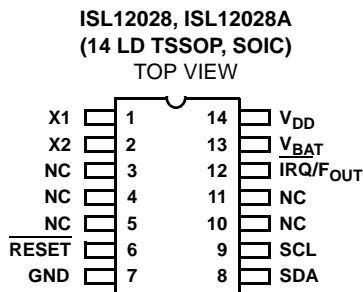 ISL12028, ISL12028A
(14 LD TSSOP, SOIC)
TOP VIEW
X1 1 14 VDD
X2 2 13 VBAT
NC 3 12 IRQ/FOUT
NC 4 11 NC
NC 5 10 NC
RESET 6 9 SCL
GND 7 8 SDA